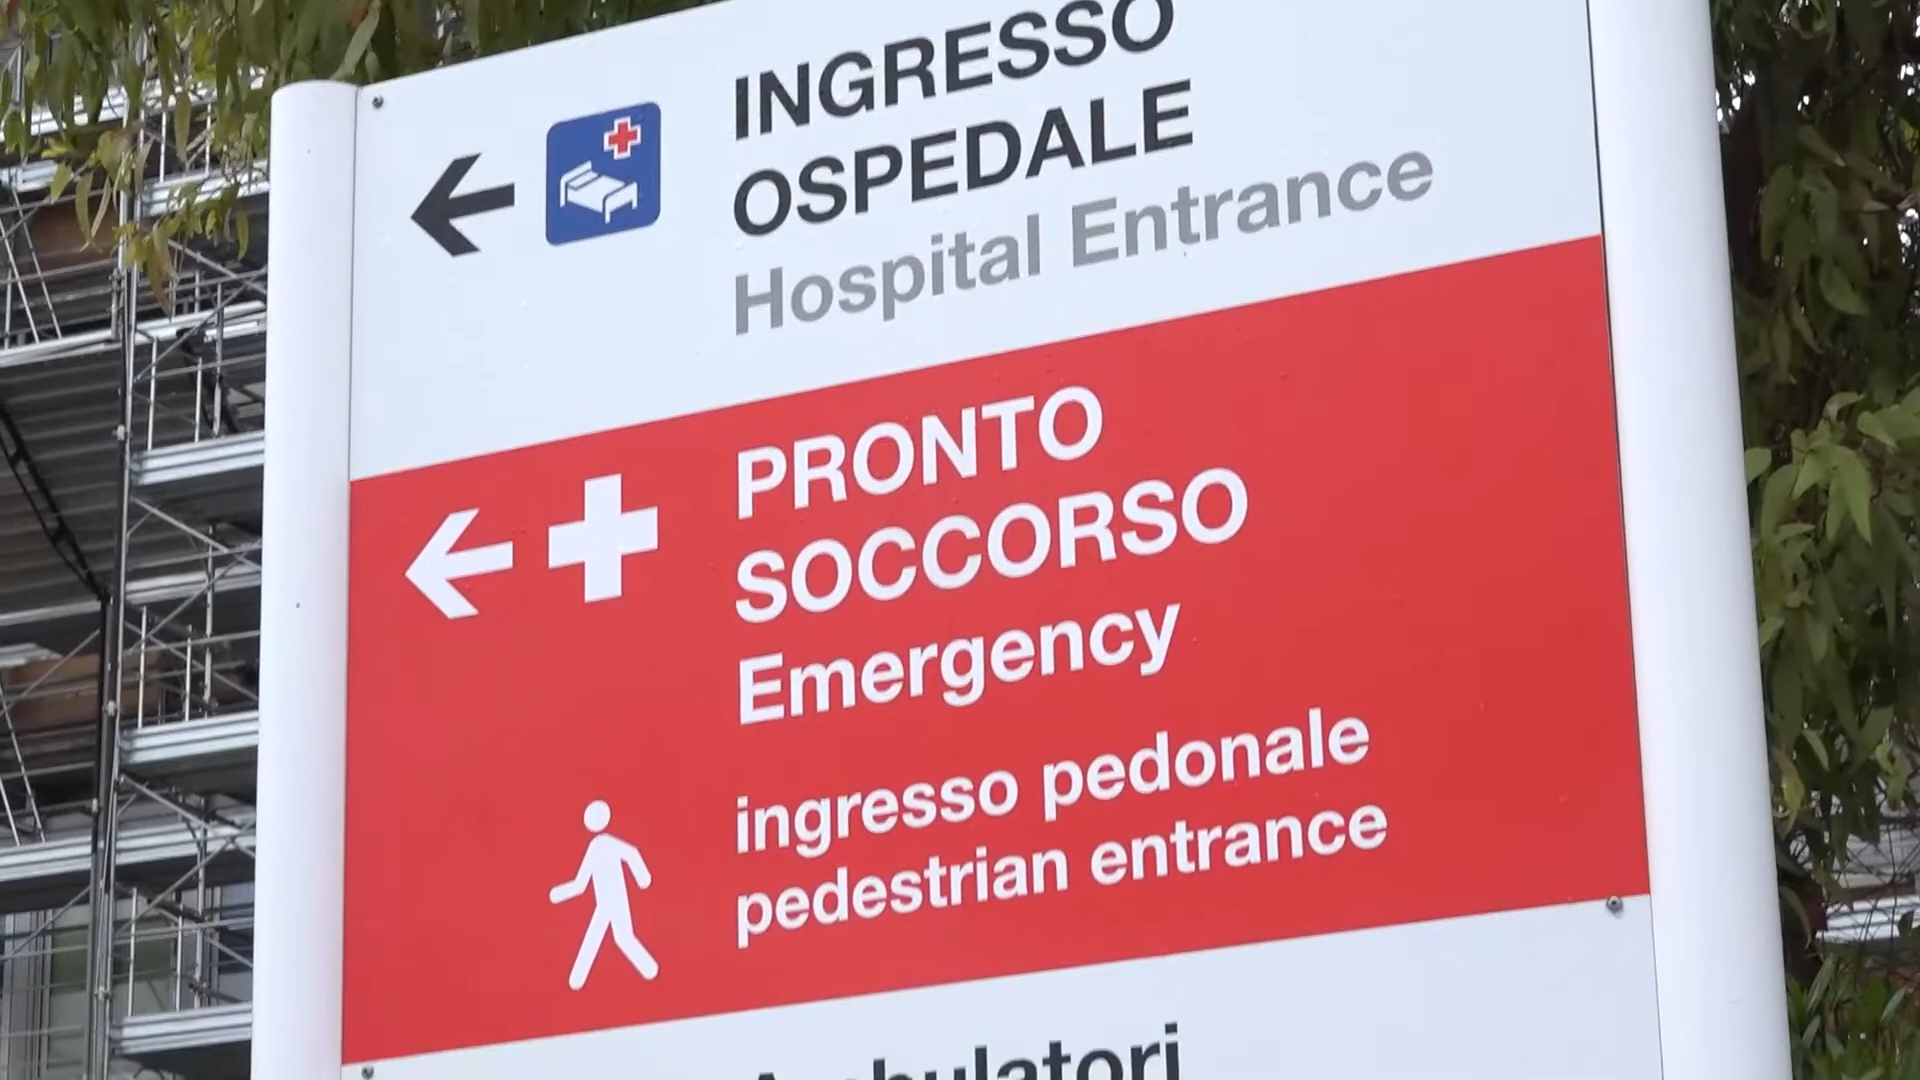 INGRESSO
OSPEDALE
Hospital Entrance
PRONTO
SOCCORSO
Emergency
ingresso pedonale
pedestrian entrance
Ambulatori